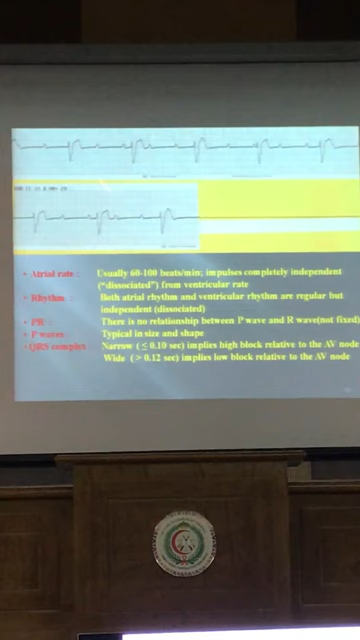 • Atrial rate : Usually 60-100 beats/min; impulses completely independent
("dissociated") from ventricular rate
• Rhythm : Both atrial rhythm and ventricular rhythm are regular but
independent (dissociated)
• PR : There is no relationship between P wave and R wave(not fixed)
• P waves : Typical in size and shape
Narrow (≤ 0.10 sec) implies high block relative to the AV node
Wide (> 0.12 sec) implies low block relative to the AV node